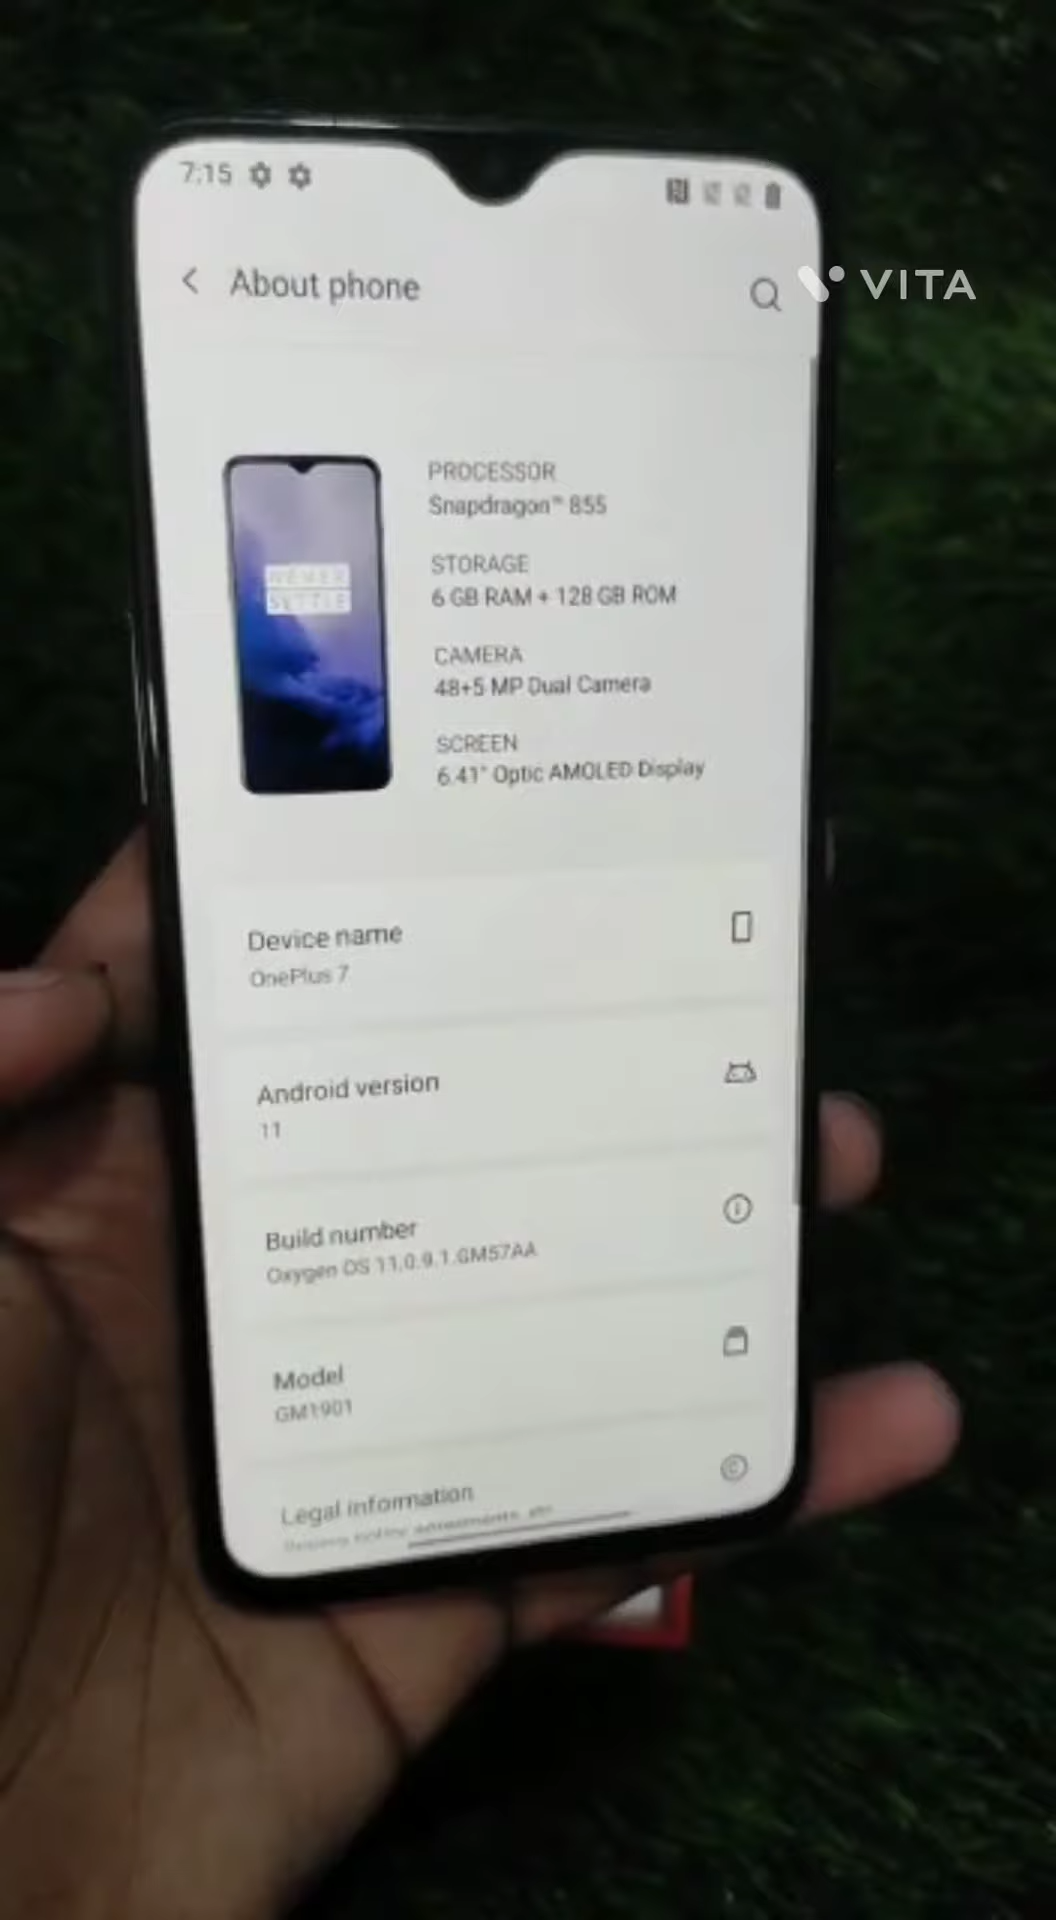 7:15
About phone
VITA
NEVER
SETTLE
PROCESSOR
Snapdragon™ 855
STORAGE
6 GB RAM + 128 GB ROM
CAMERA
48+5 MP Dual Camera
SCREEN
6.41" Optic AMOLED Display
Device name
OnePlus 7
Android version
11
Build number
Oxygen OS 11.0.9.1.GM57AA
Model
GM1901
Legal information